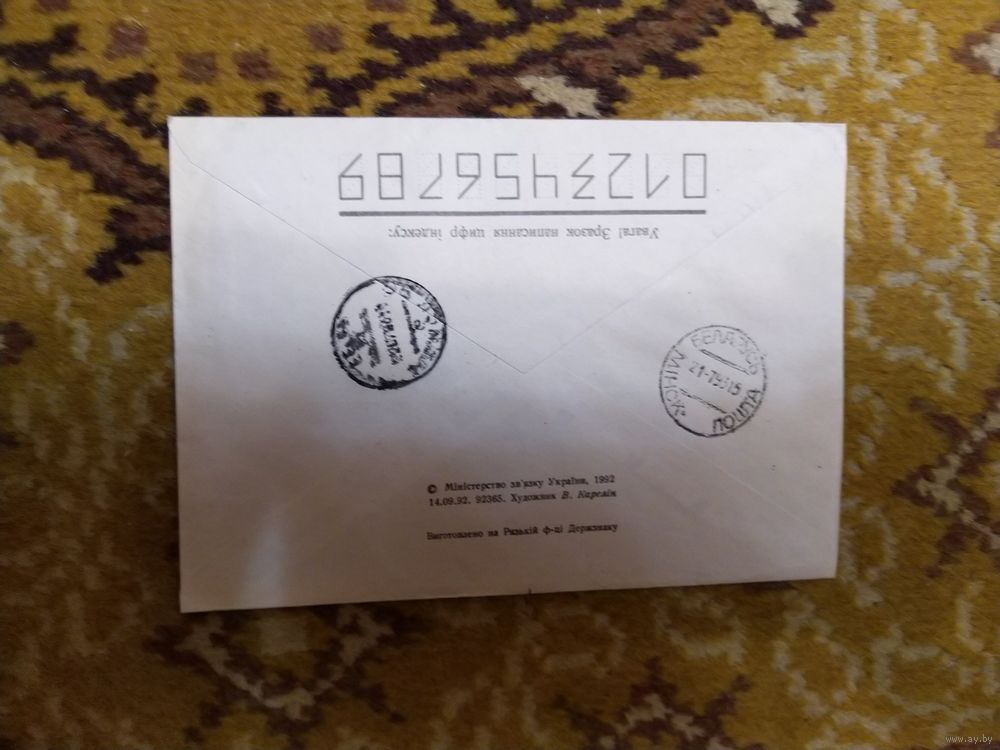 0123456789
Увага! Зразок написання цифр індексу:
БЕЛАРУСЬ
МІНСК
ПОШТА
© Міністерство зв'язку України, 1992
14.09.92. 92365. Художник В. Карелін
Виготовлено на Рязькій ф-ці Держзнаку
www.ay.by